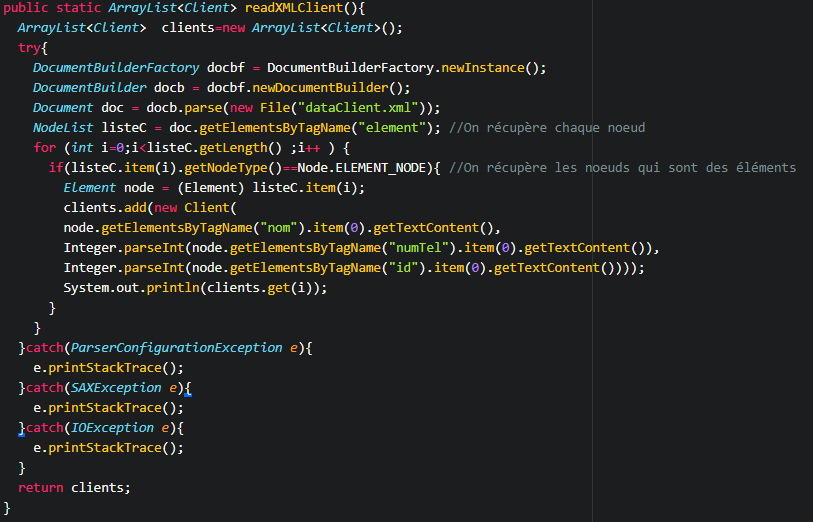 public static ArrayList<Client> readXMLClient(){
ArrayList<Client>  clients=new ArrayList<Client>();
try{
DocumentBuilderFactory docbf = DocumentBuilderFactory.newInstance();
DocumentBuilder docb = docbf.newDocumentBuilder();
Document doc = docb.parse(new File("dataClient.xml"));
NodeList listeC = doc.getElementsByTagName("element"); //On récupère chaque noeud
for (int i=0;i<listeC.getLength() ;i++ ) {
if(listeC.item(i).getNodeType()==Node.ELEMENT_NODE){ //On récupère les noeuds qui sont des éléments
Element node = (Element) listeC.item(i);
clients.add(new Client(
node.getElementsByTagName("nom").item(0).getTextContent(),
Integer.parseInt(node.getElementsByTagName("numTel").item(0).getTextContent()),
Integer.parseInt(node.getElementsByTagName("id").item(0).getTextContent())));
System.out.println(clients.get(i));
}
}
}catch(ParserConfigurationException e){
e.printStackTrace();
}catch(SAXException e){
e.printStackTrace();
}catch(IOException e){
e.printStackTrace();
}
return clients;
}